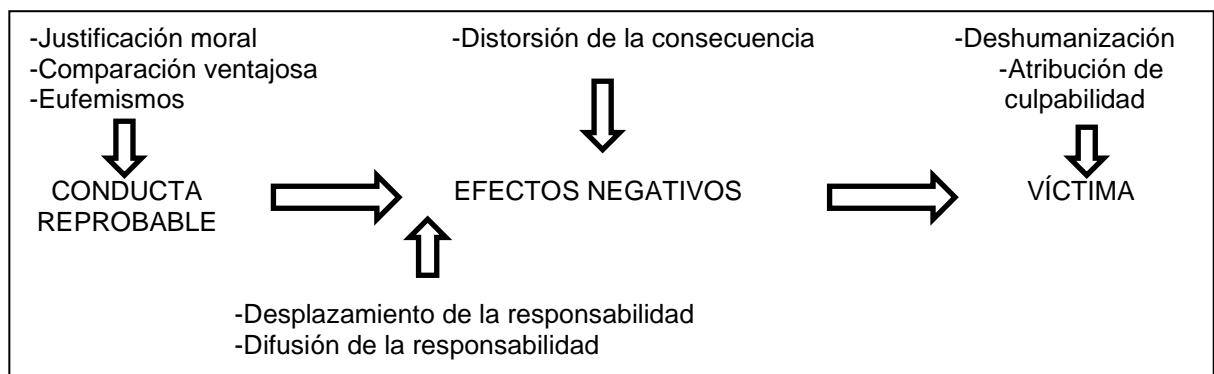 -Justificación moral
-Comparación ventajosa
-Eufemismos
-Distorsión de la consecuencia
-Deshumanización
-Atribución de
culpabilidad
CONDUCTA
REPROBABLE
EFECTOS NEGATIVOS
VÍCTIMA
-Desplazamiento de la responsabilidad
-Difusión de la responsabilidad